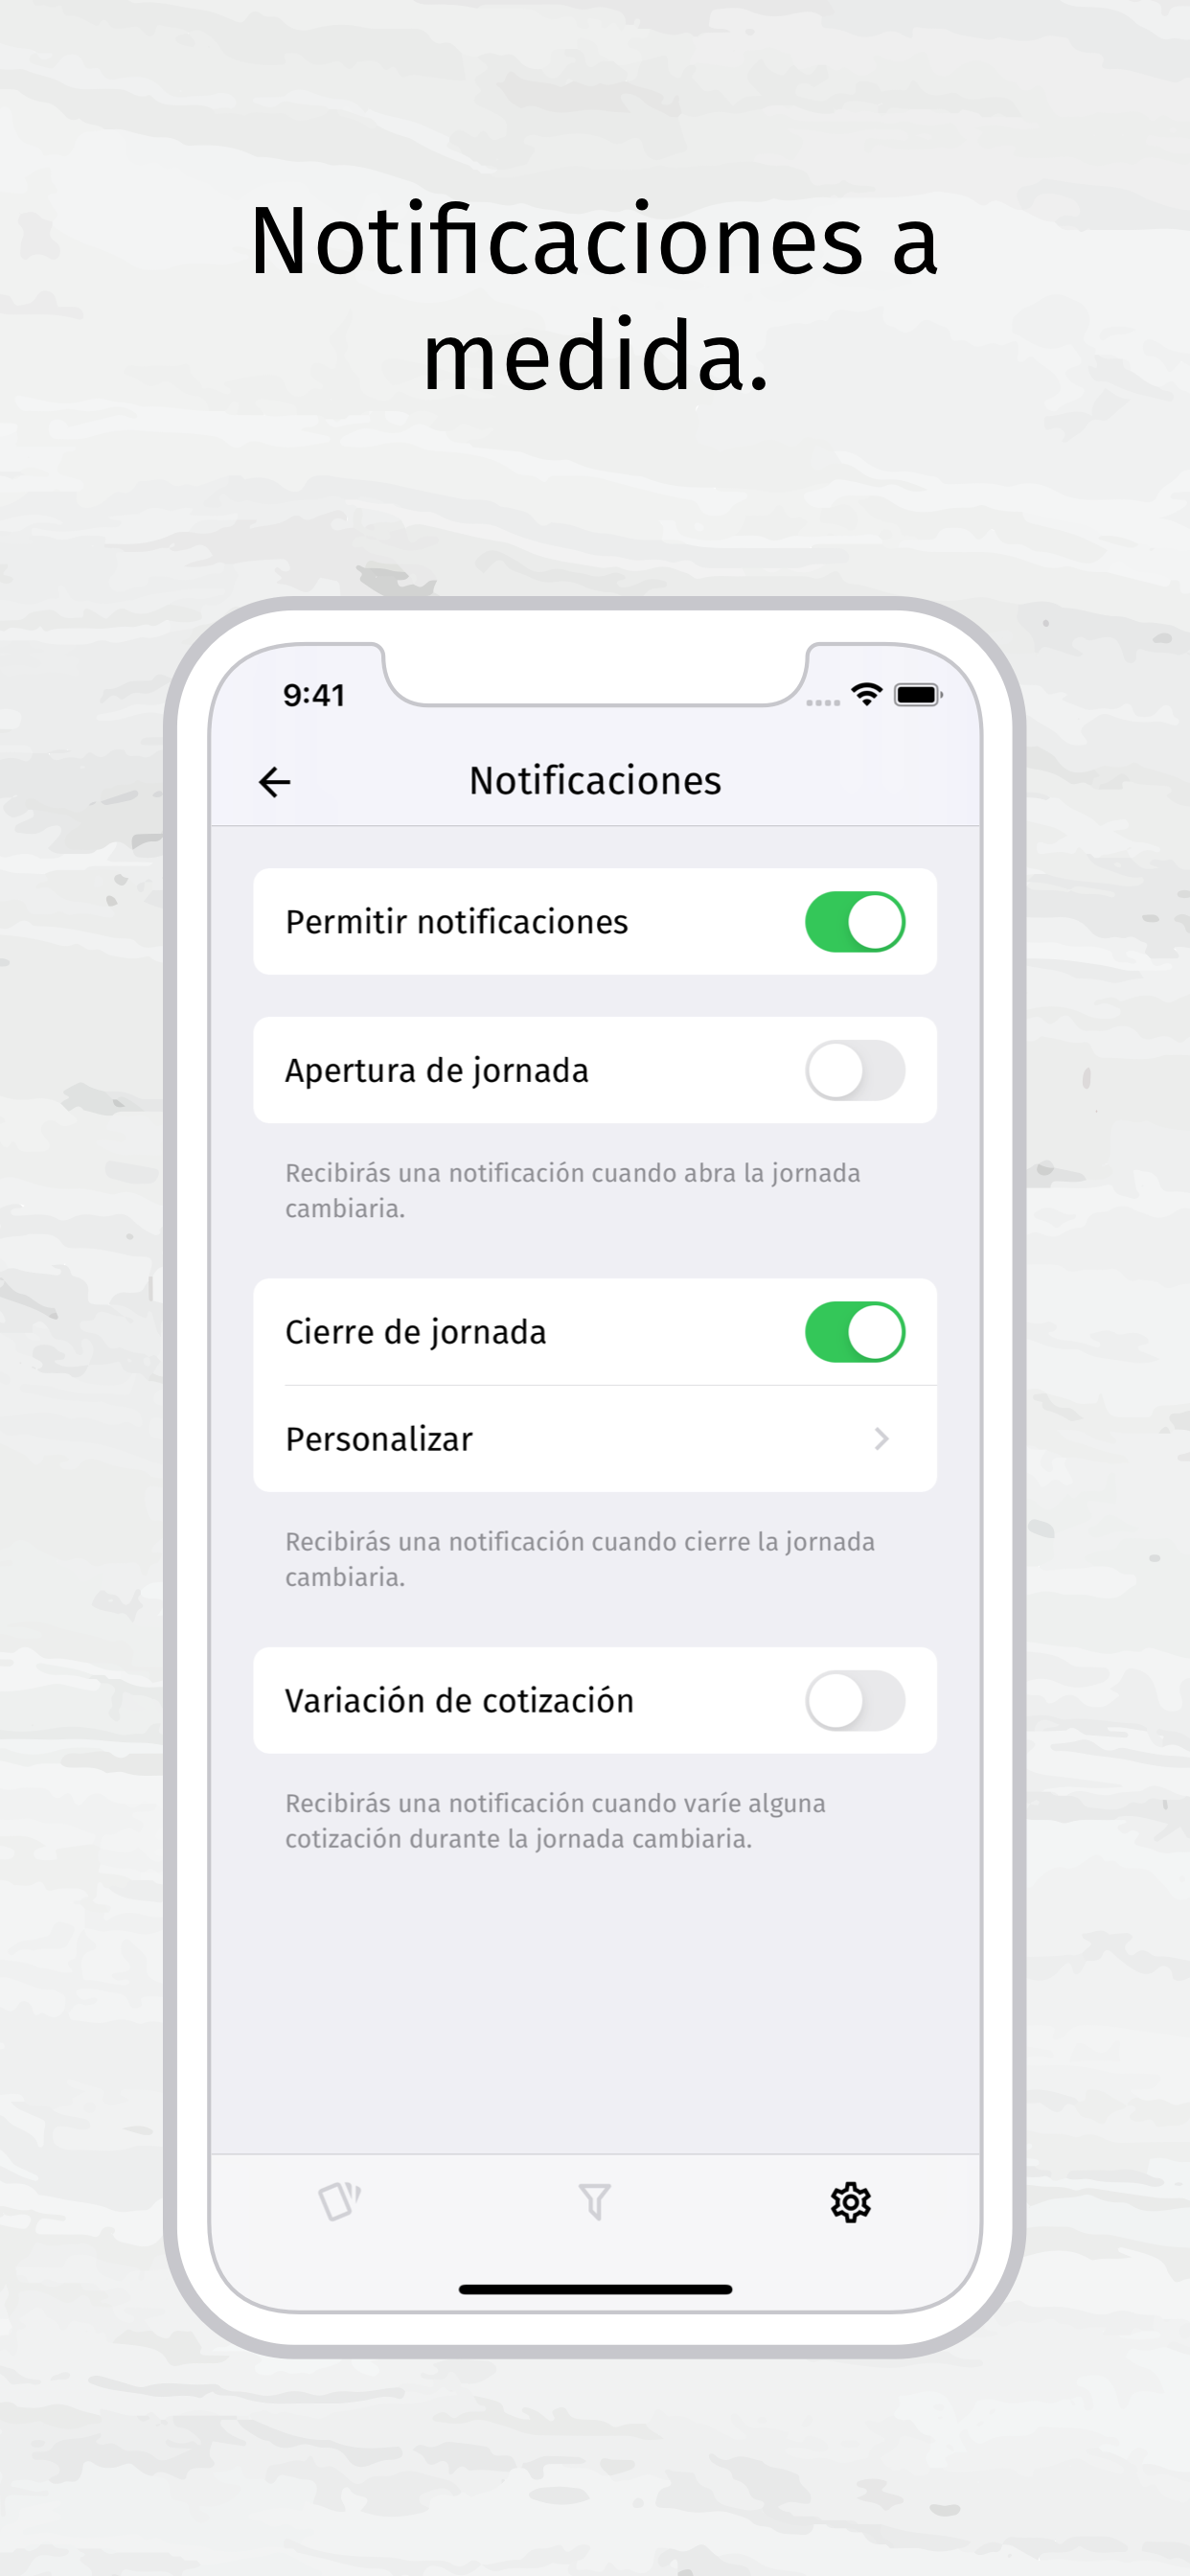 Notificaciones a
medida.
9:41
Notificaciones
Permitir notificaciones
Apertura de jornada
Recibirás una notificación cuando abra la jornada
cambiaria.
Cierre de jornada
Personalizar
Recibirás una notificación cuando cierre la jornada
cambiaria.
Variación de cotización
Recibirás una notificación cuando varíe alguna
cotización durante la jornada cambiaria.